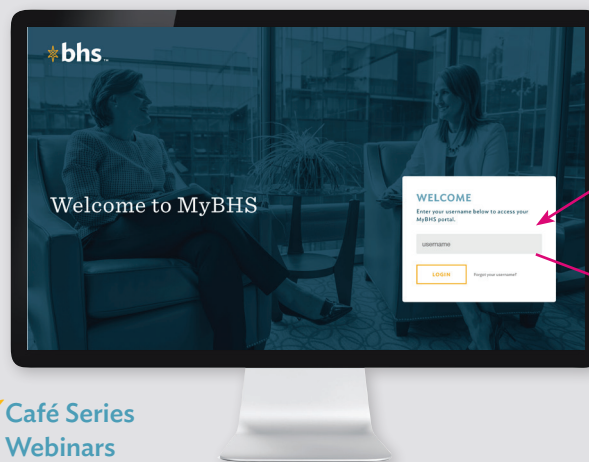 bhs
Welcome to MyBHS
WELCOME
Enter your username below to access your
MyBHS portal.
username
LOGIN
Forgot your username?
Café Series
Webinars